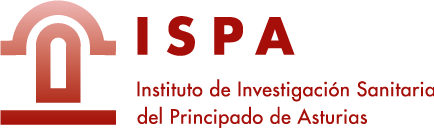 ISPA
Instituto de Investigación Sanitaria
del Principado de Asturias